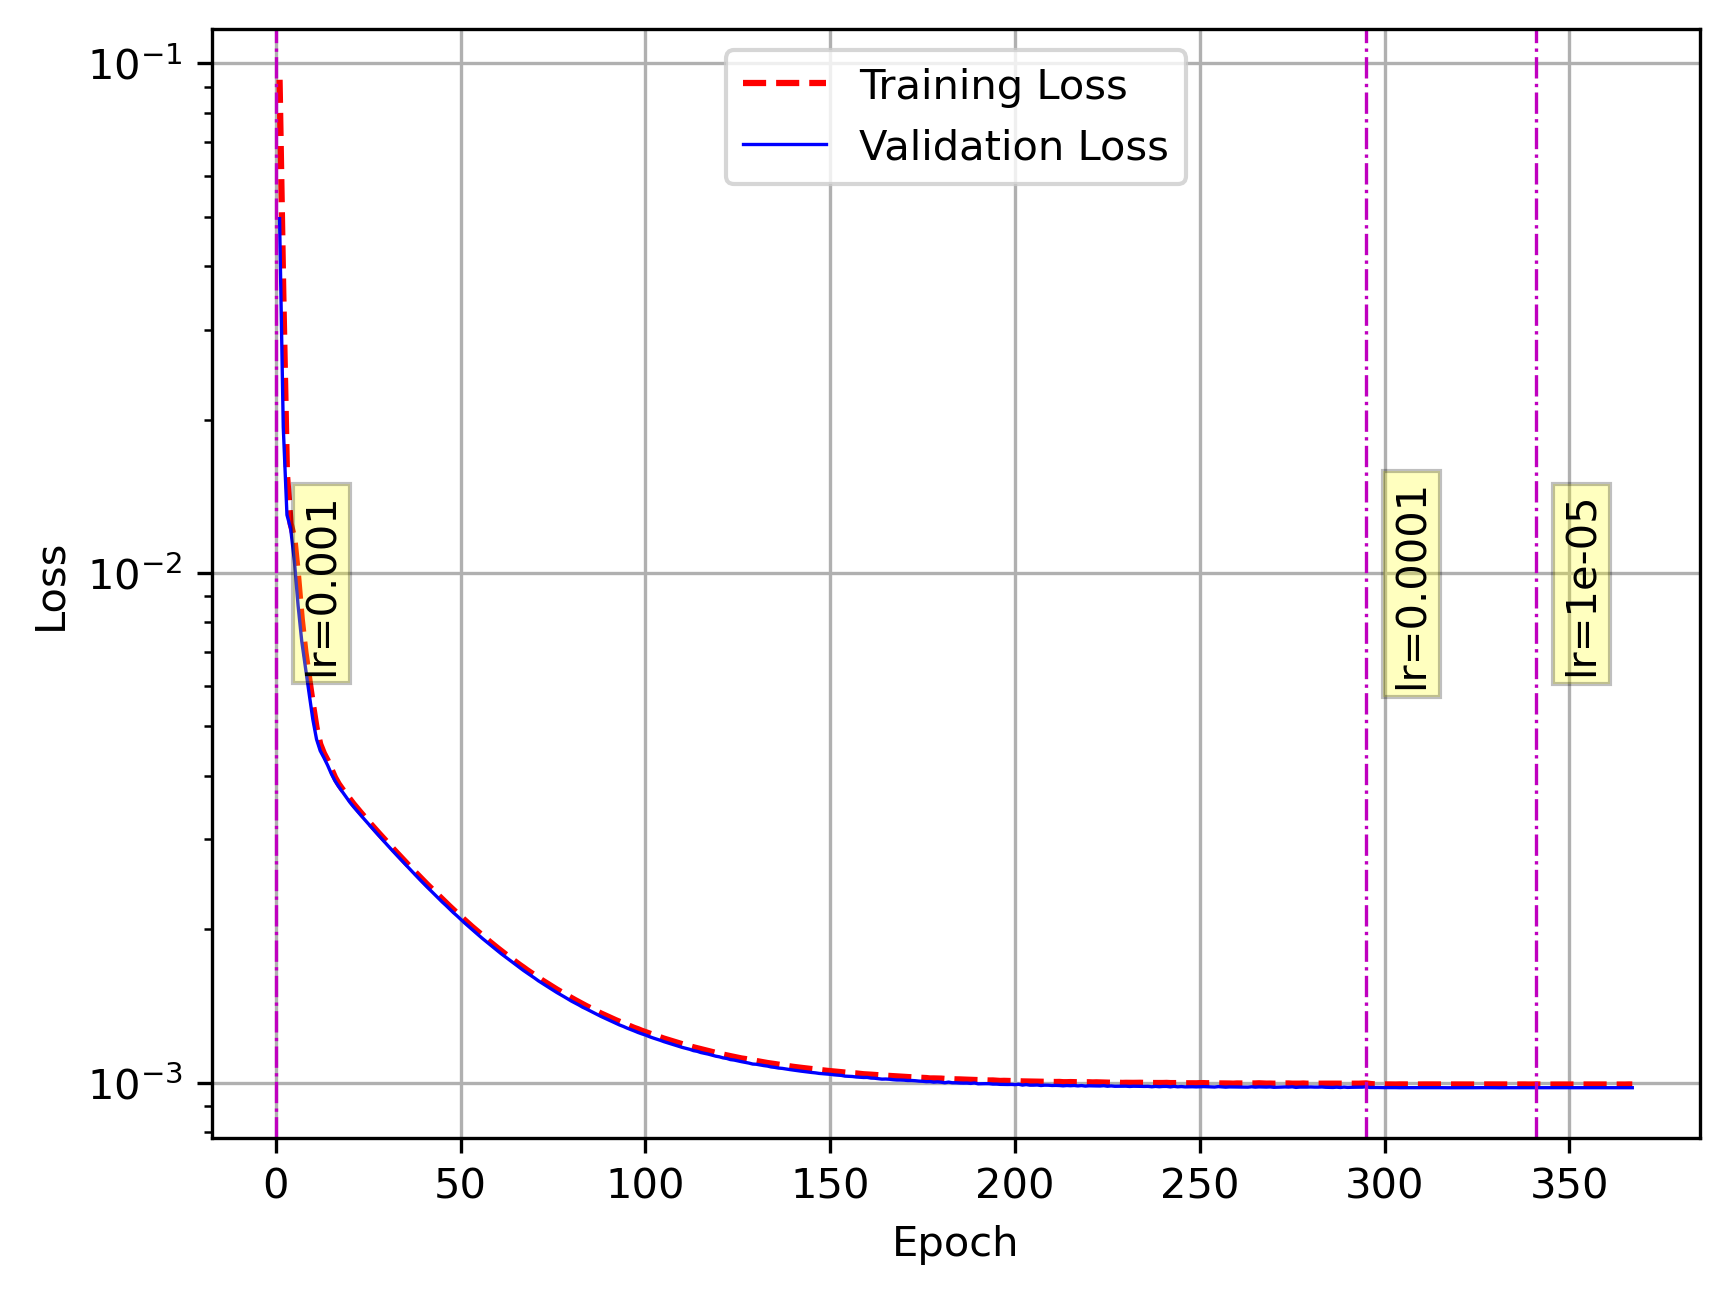 Training Loss
Validation Loss
10⁻¹
10⁻²
10⁻³
Loss
lr=0.001
lr=0.0001
lr=1e-05
0 50 100 150 200 250 300 350
Epoch